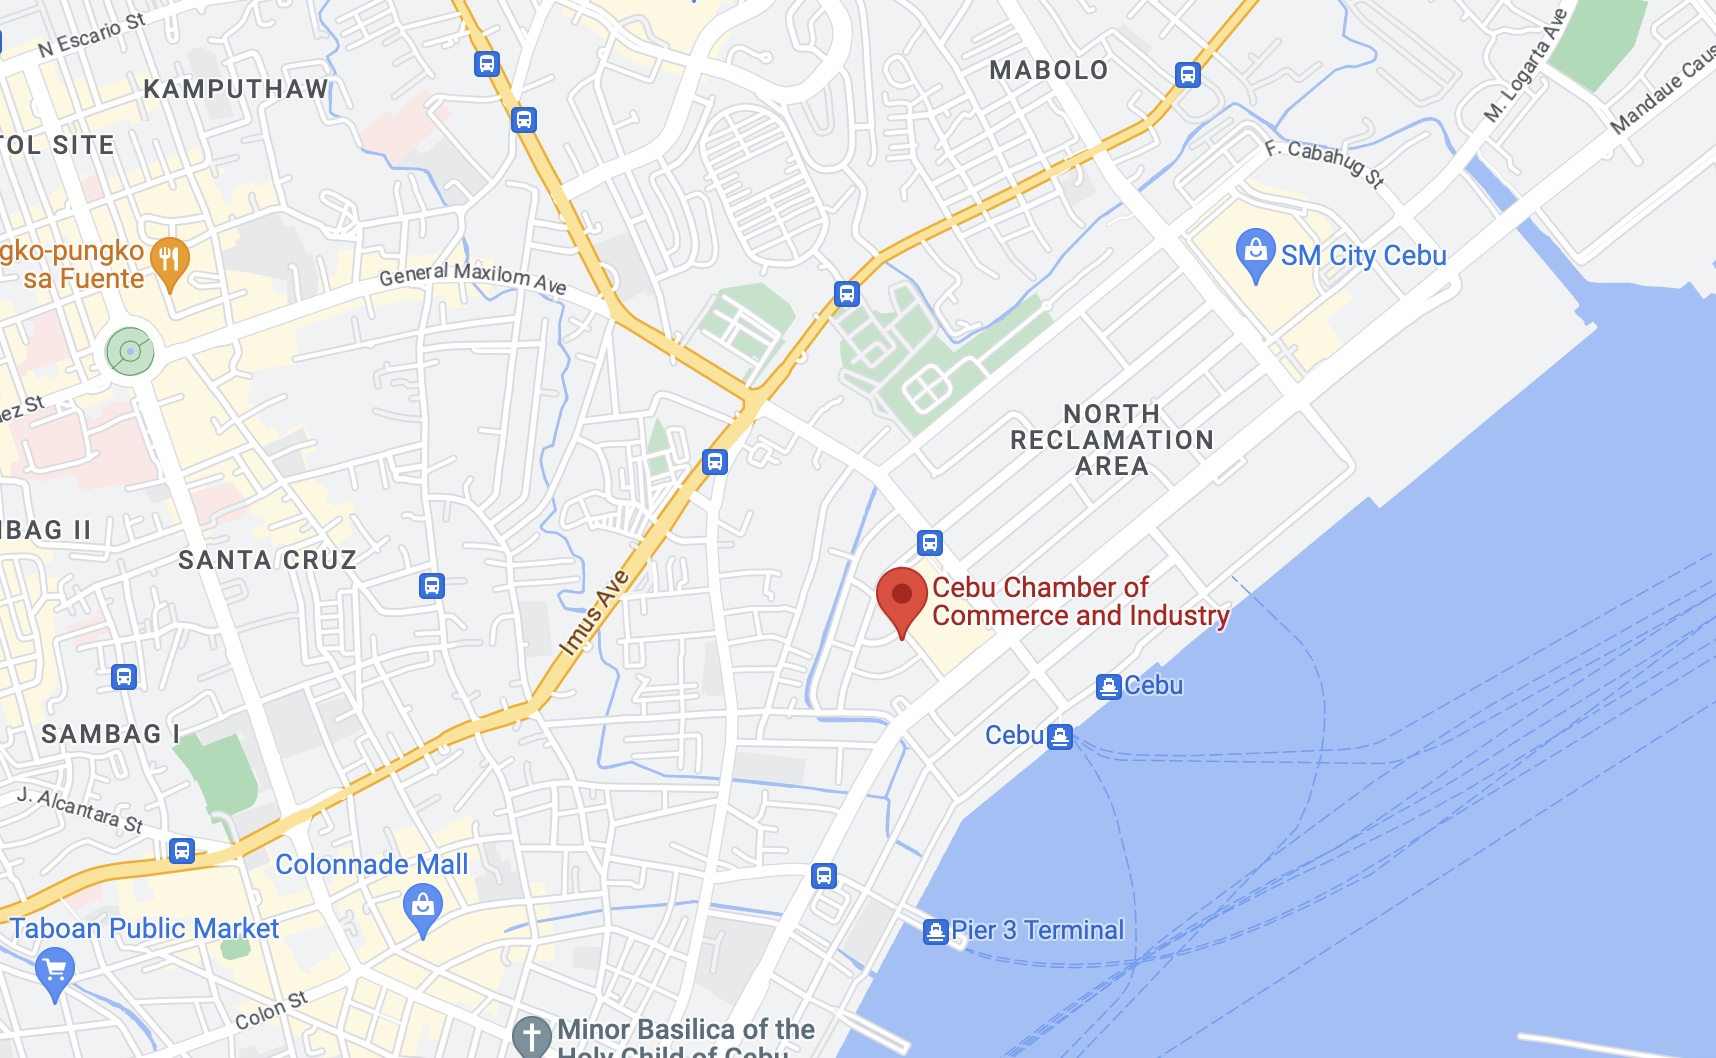 N Escario St
KAMPUTHAW
MABOLO
M. Logarta Ave
Mandaue Caus
TOL SITE
F. Cabahug St
gko-pungko
sa Fuente
General Maxilom Ave
SM City Cebu
ez St
NORTH
RECLAMATION
AREA
BAG II
SANTA CRUZ
Imus Ave
Cebu Chamber of
Commerce and Industry
Cebu
Cebu
SAMBAG I
J. Alcantara St
Colonnade Mall
Taboan Public Market
Pier 3 Terminal
Colon St
Minor Basilica of the
Holy Child of Cebu